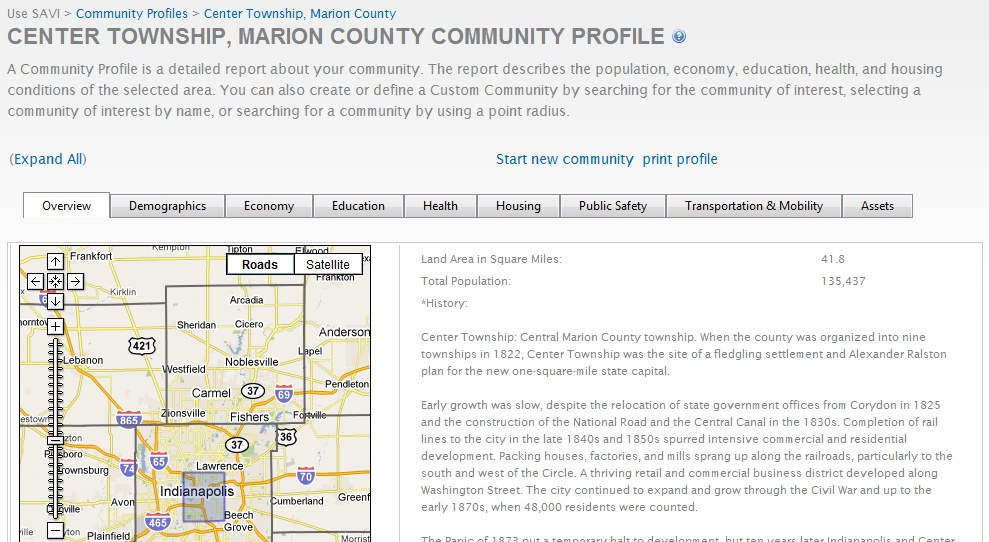 Use SAVI > Community Profiles > Center Township, Marion County
CENTER TOWNSHIP, MARION COUNTY COMMUNITY PROFILE ?
A Community Profile is a detailed report about your community. The report describes the population, economy, education, health, and housing
conditions of the selected area. You can also create or define a Custom Community by searching for the community of interest, selecting a
community of interest by name, or searching for a community by using a point radius.
(Expand All)
Start new community print profile
Overview Demographics Economy Education Health Housing Public Safety Transportation & Mobility Assets
Kempton Tipton Elwood
Frankfort
Roads Satellite
Frankton
Kirklin
Arcadia
Sheridan Cicero
Anderson
421
Lapel
Lebanon
Noblesville
Westfield
Pendleton
Carmel 37 69
Zionsville
865 Fishers Fortville
36
37
74 65 Lawrence
70
Indianapolis
Cumberland Greenf
Avon
465 Beech
Grove
Plainfield
Land Area in Square Miles: 41.8
Total Population: 135,437
*History:
Center Township: Central Marion County township. When the county was organized into nine
townships in 1822, Center Township was the site of a fledgling settlement and Alexander Ralston
plan for the new one-square-mile state capital.
Early growth was slow, despite the relocation of state government offices from Corydon in 1825
and the construction of the National Road and the Central Canal in the 1830s. Completion of rail
lines to the city in the late 1840s and 1850s spurred intensive commercial and residential
development. Packing houses, factories, and mills sprang up along the railroads, particularly to the
south and west of the Circle. A thriving retail and commercial business district developed along
Washington Street. The city continued to expand and grow through the Civil War and up to the
early 1870s, when 48,000 residents were counted.
The Panic of 1873 put a temporary halt to development, but ten years later Indianapolis and Center